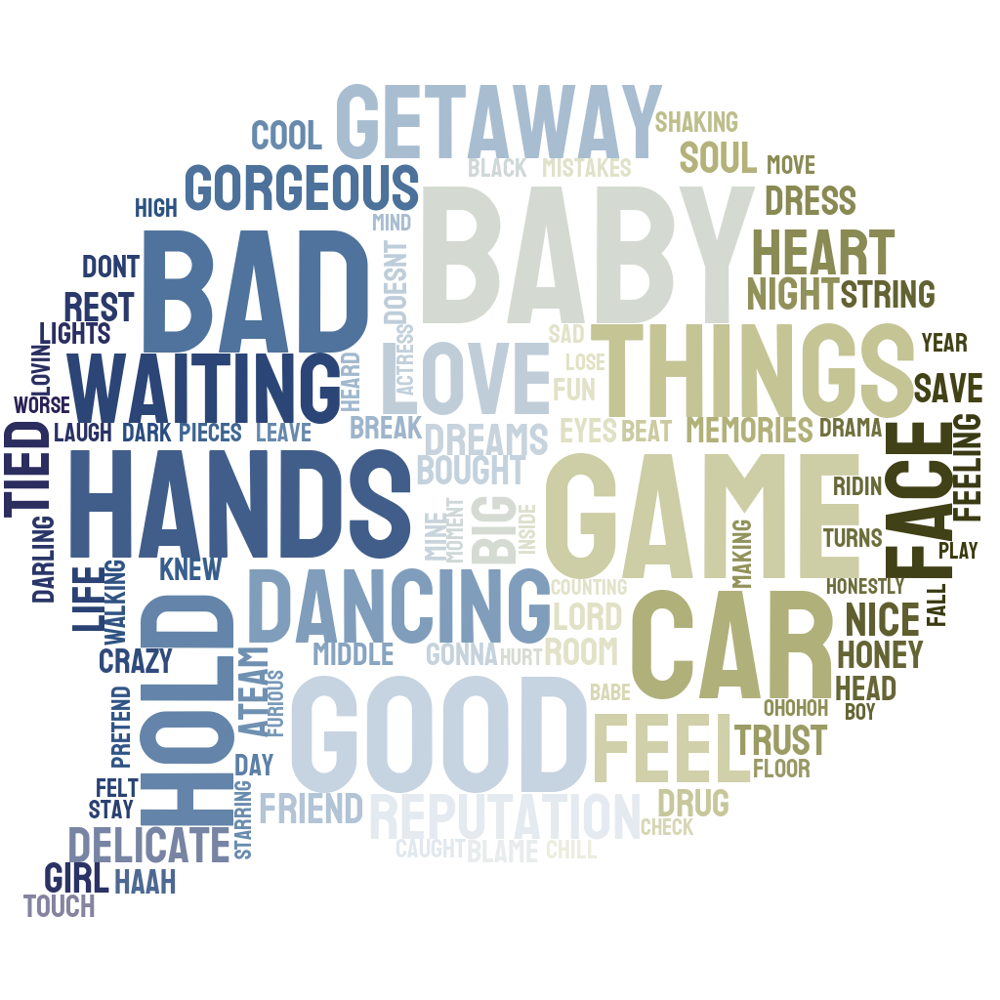 GETAWAY
SHAKING
COOL
SOUL
MOVE
BLACK
MISTAKES
GORGEOUS
BABY
DRESS
HIGH
MIND
BAD
HEART
DONT
DOESNT
NIGHT
STRING
REST
LIGHTS
ACTRESS
SAD
THINGS
YEAR
LOVIN
WAITING
HEARD
LOVE
LOSE
FUN
SAVE
WORSE
TIED
LAUGH
DARK
PIECES
LEAVE
BREAK
DREAMS
EYES
BEAT
MEMORIES
DRAMA
FACE
FEELING
HANDS
BOUGHT
GAME
RIDIN
MINE
MOMENT
BIG
INSIDE
DARLING
MAKING
TURNS
PLAY
LIFE
WALKING
KNEW
DANCING
COUNTING
HONESTLY
FALL
HOLD
LORD
CAR
NICE
CRAZY
ATEAM
MIDDLE
GONNA
HURT
ROOM
HONEY
FURIOUS
GOOD
BABE
HEAD
PRETEND
OHOHOH
BOY
FEEL
TRUST
DAY
FLOOR
FELT
STAY
STARRING
FRIEND
REPUTATION
DRUG
CHECK
DELICATE
CAUGHT
BLAME
CHILL
GIRL
HAAH
TOUCH